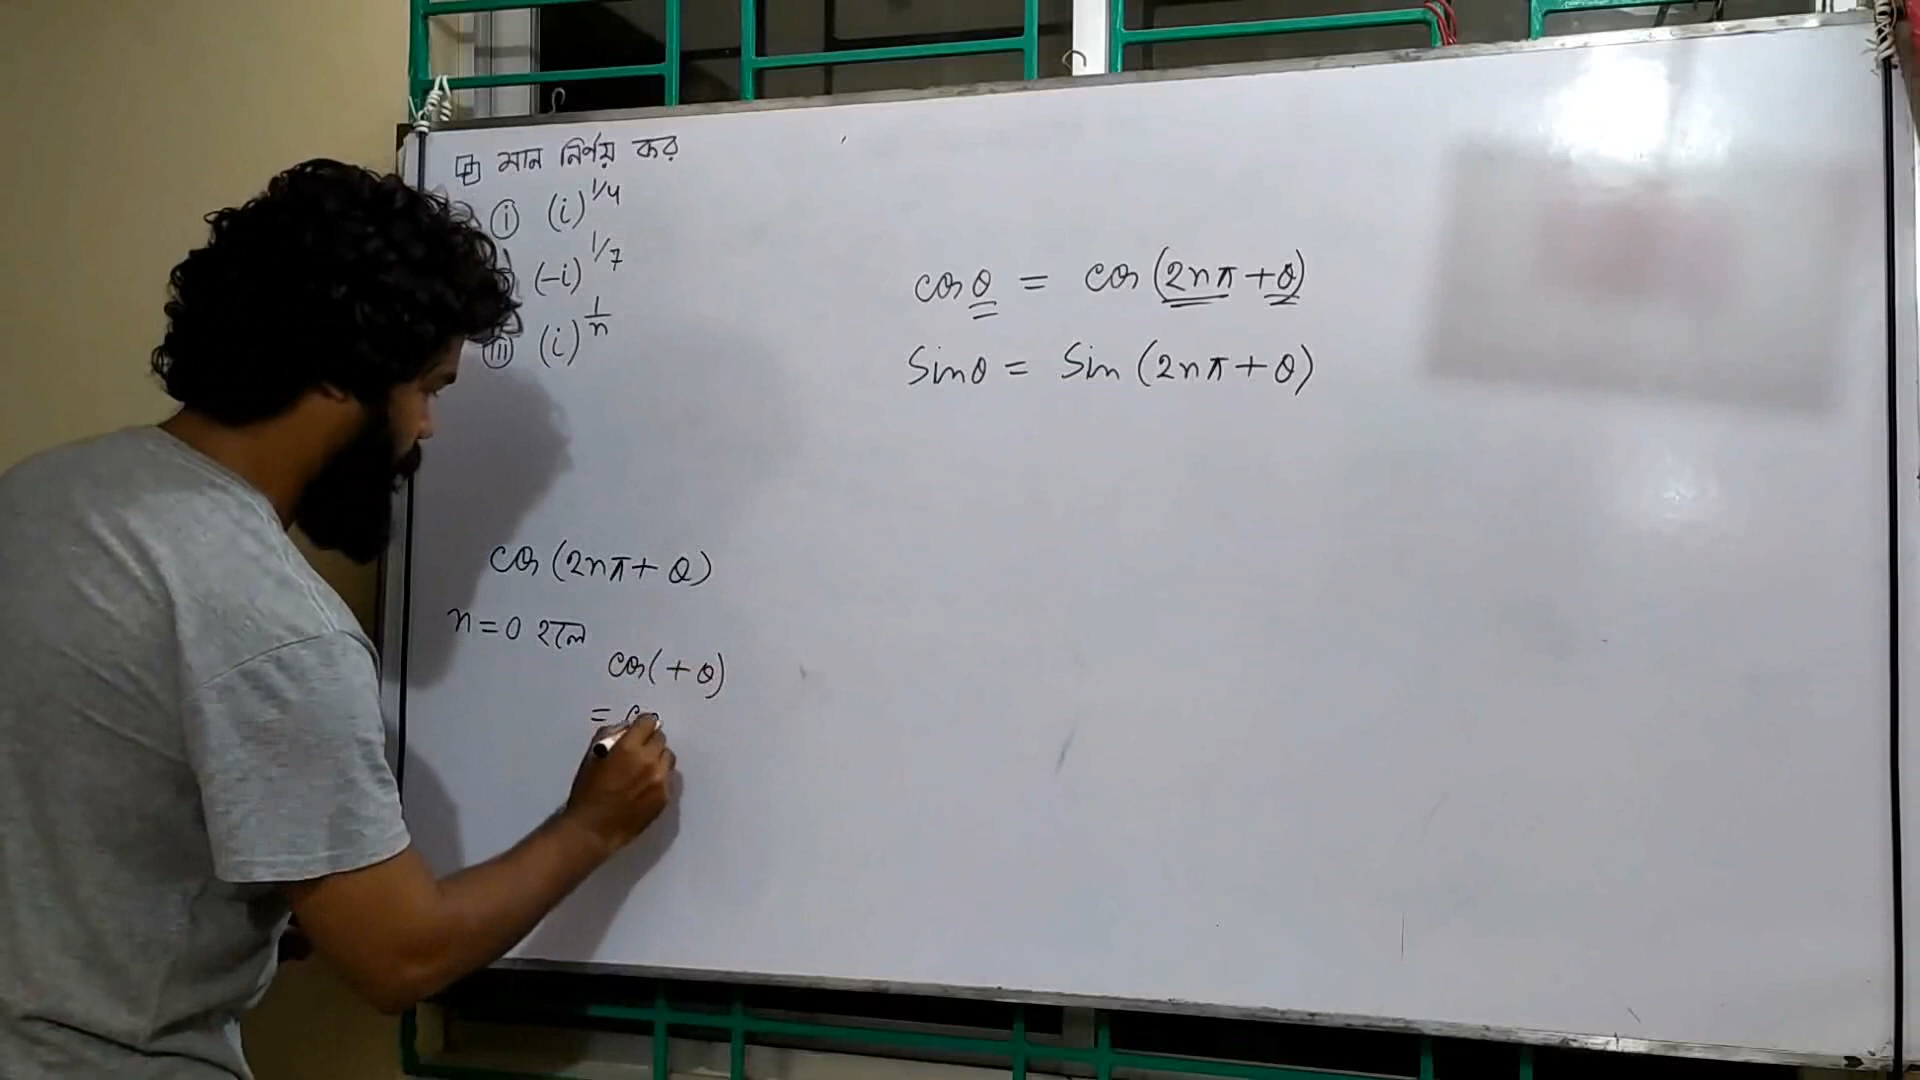 মান নির্ণয় কর
(i) (i)^1/4
(-i)^1/7
(iii) (i)^1/n
cosθ = cos(2nπ+θ)
Sinθ = Sin(2nπ+θ)
cos(2nπ+θ)
n=0 হলে
cos(+θ)
=